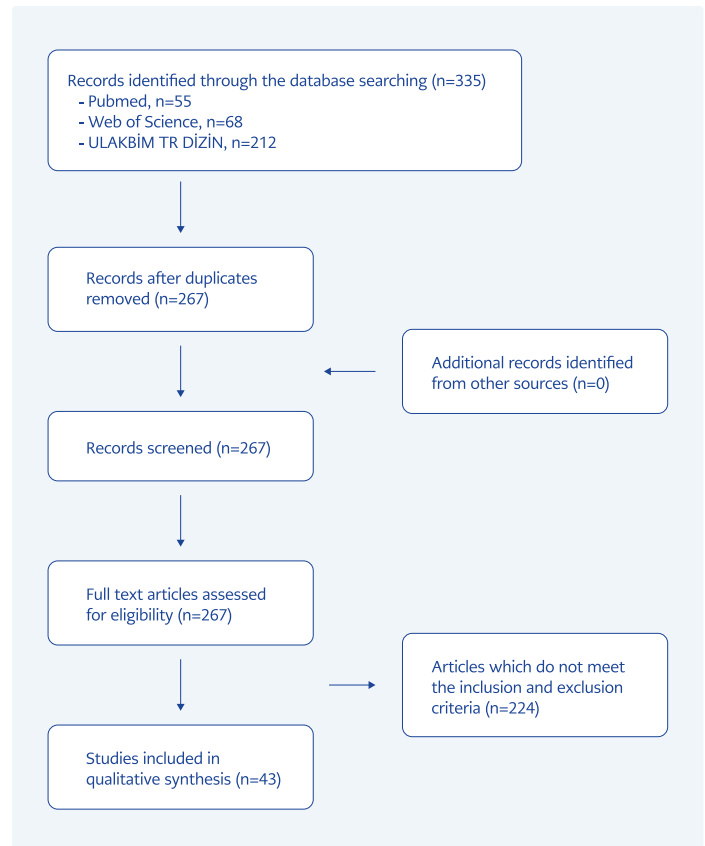 Records identified through the database searching (n=335)
- Pubmed, n=55
- Web of Science, n=68
- ULAKBİM TR DİZİN, n=212
Records after duplicates
removed (n=267)
Additional records identified
from other sources (n=0)
Records screened (n=267)
Full text articles assessed
for eligibility (n=267)
Articles which do not meet
the inclusion and exclusion
criteria (n=224)
Studies included in
qualitative synthesis (n=43)